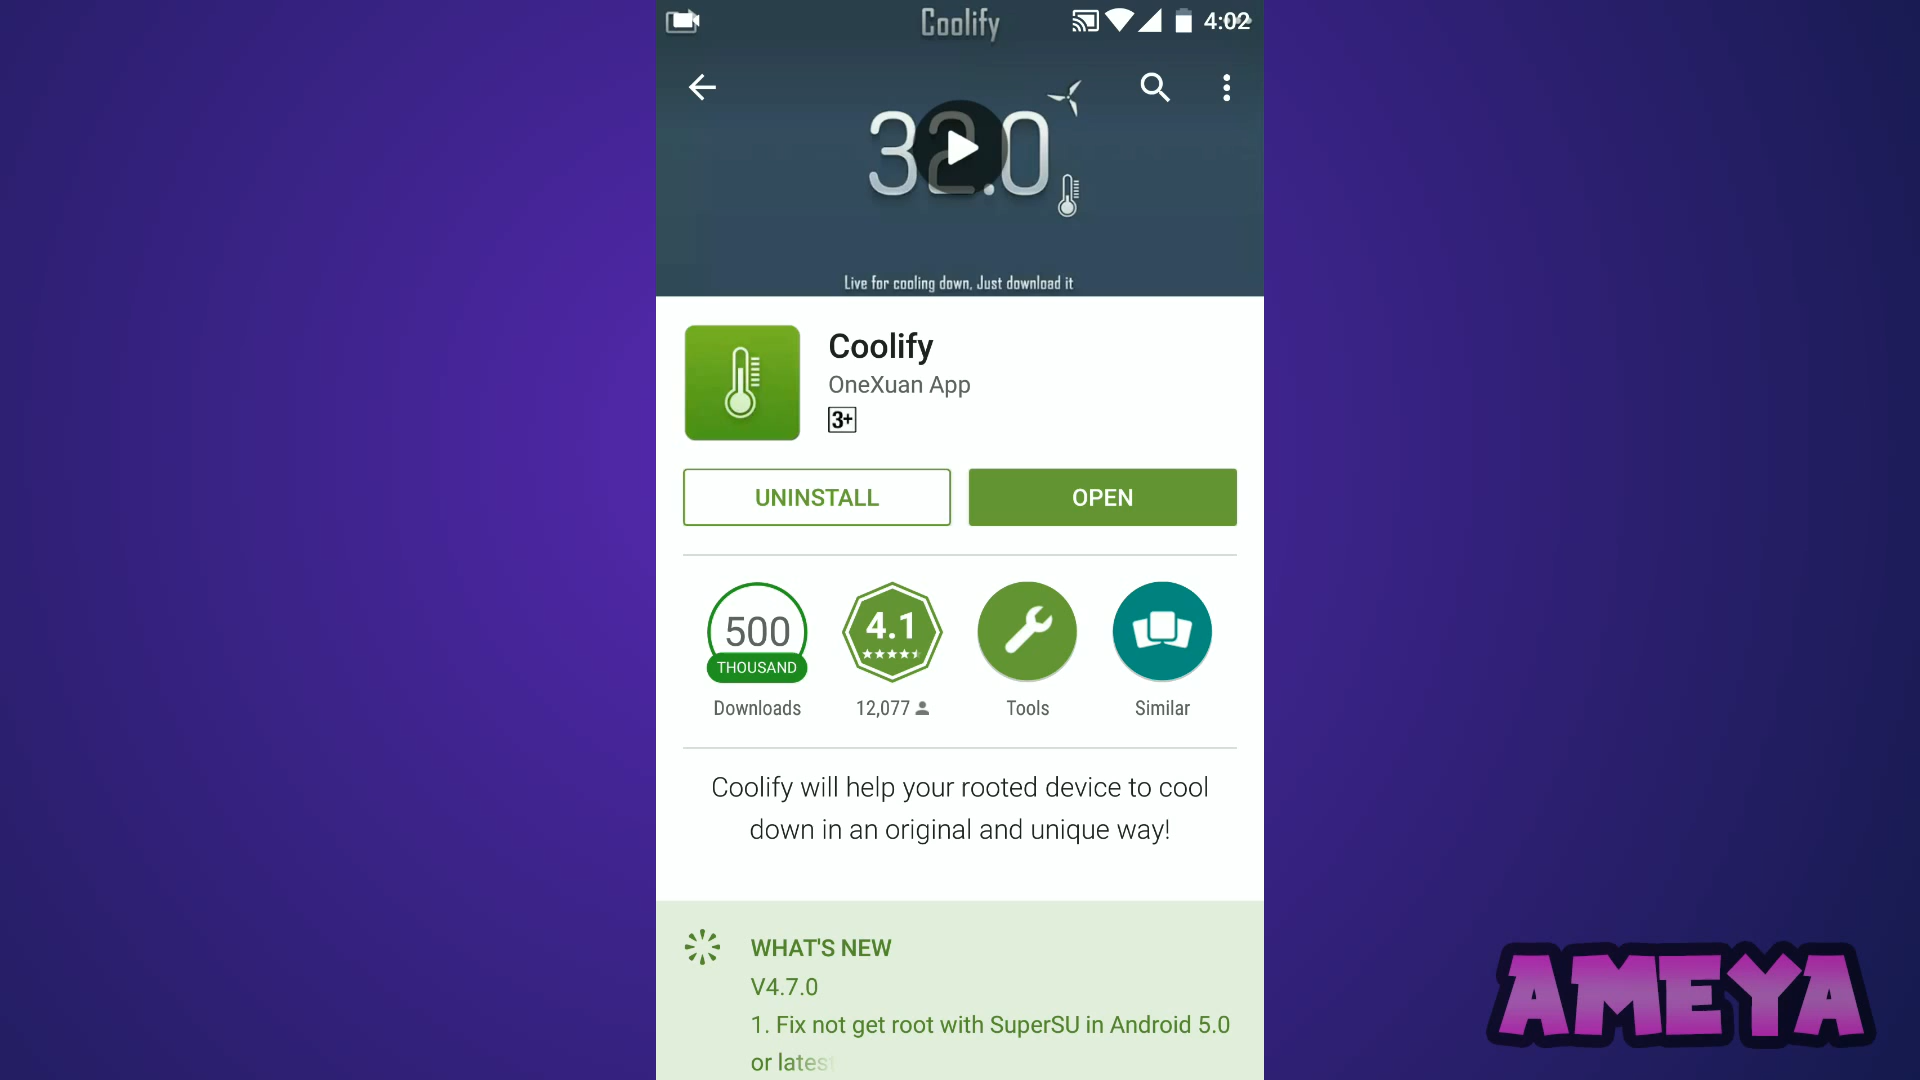 Coolify
4:02
32.0
Live for cooling down, Just download it
Coolify
OneXuan App
3+
UNINSTALL
OPEN
500
THOUSAND
Downloads
4.1
12,077
Tools
Similar
Coolify will help your rooted device to cool
down in an original and unique way!
WHAT'S NEW
V4.7.0
1. Fix not get root with SuperSU in Android 5.0
or latest
AMEYA